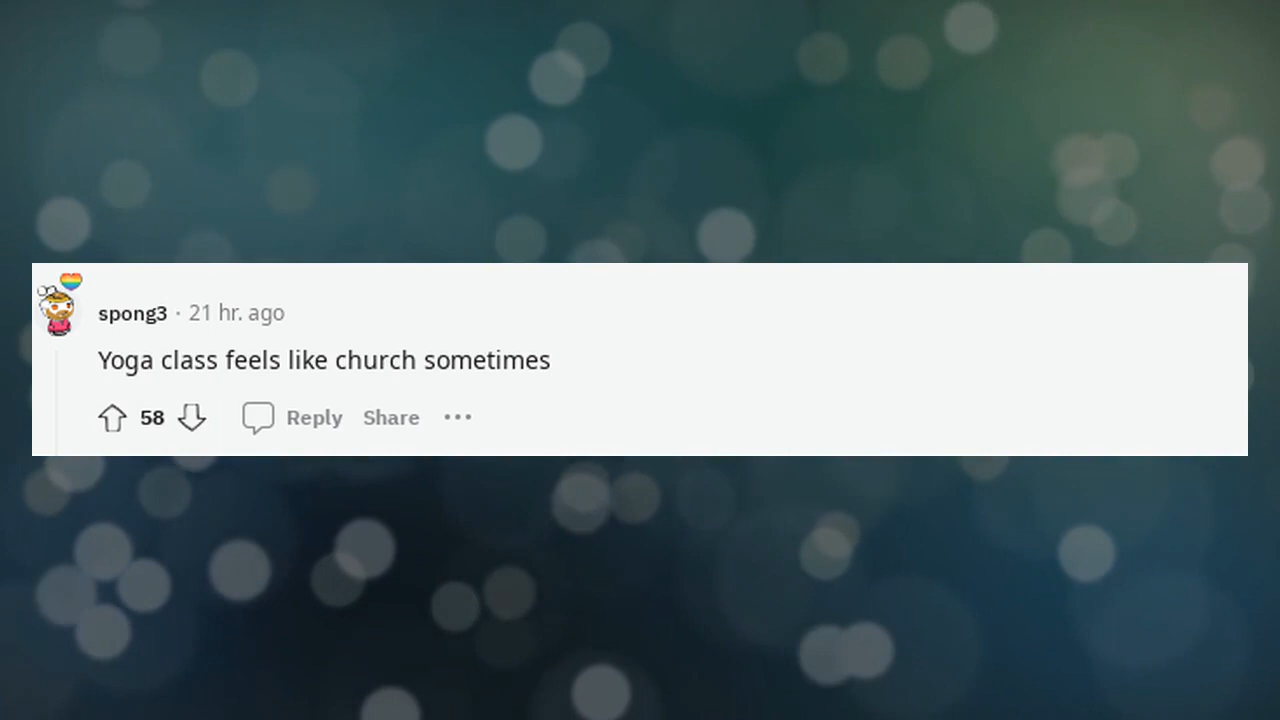 spong3 · 21 hr. ago
Yoga class feels like church sometimes
58 Reply Share ···